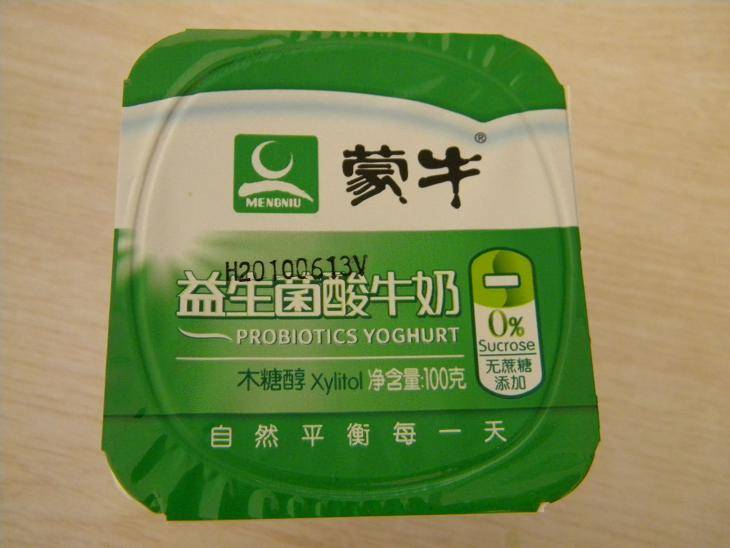 MENGNIU
蒙牛®
H20100613V
益生菌酸牛奶
PROBIOTICS YOGHURT
0%
Sucrose
无蔗糖
添加
木糖醇 Xylitol 净含量:100克
自然平衡每一天